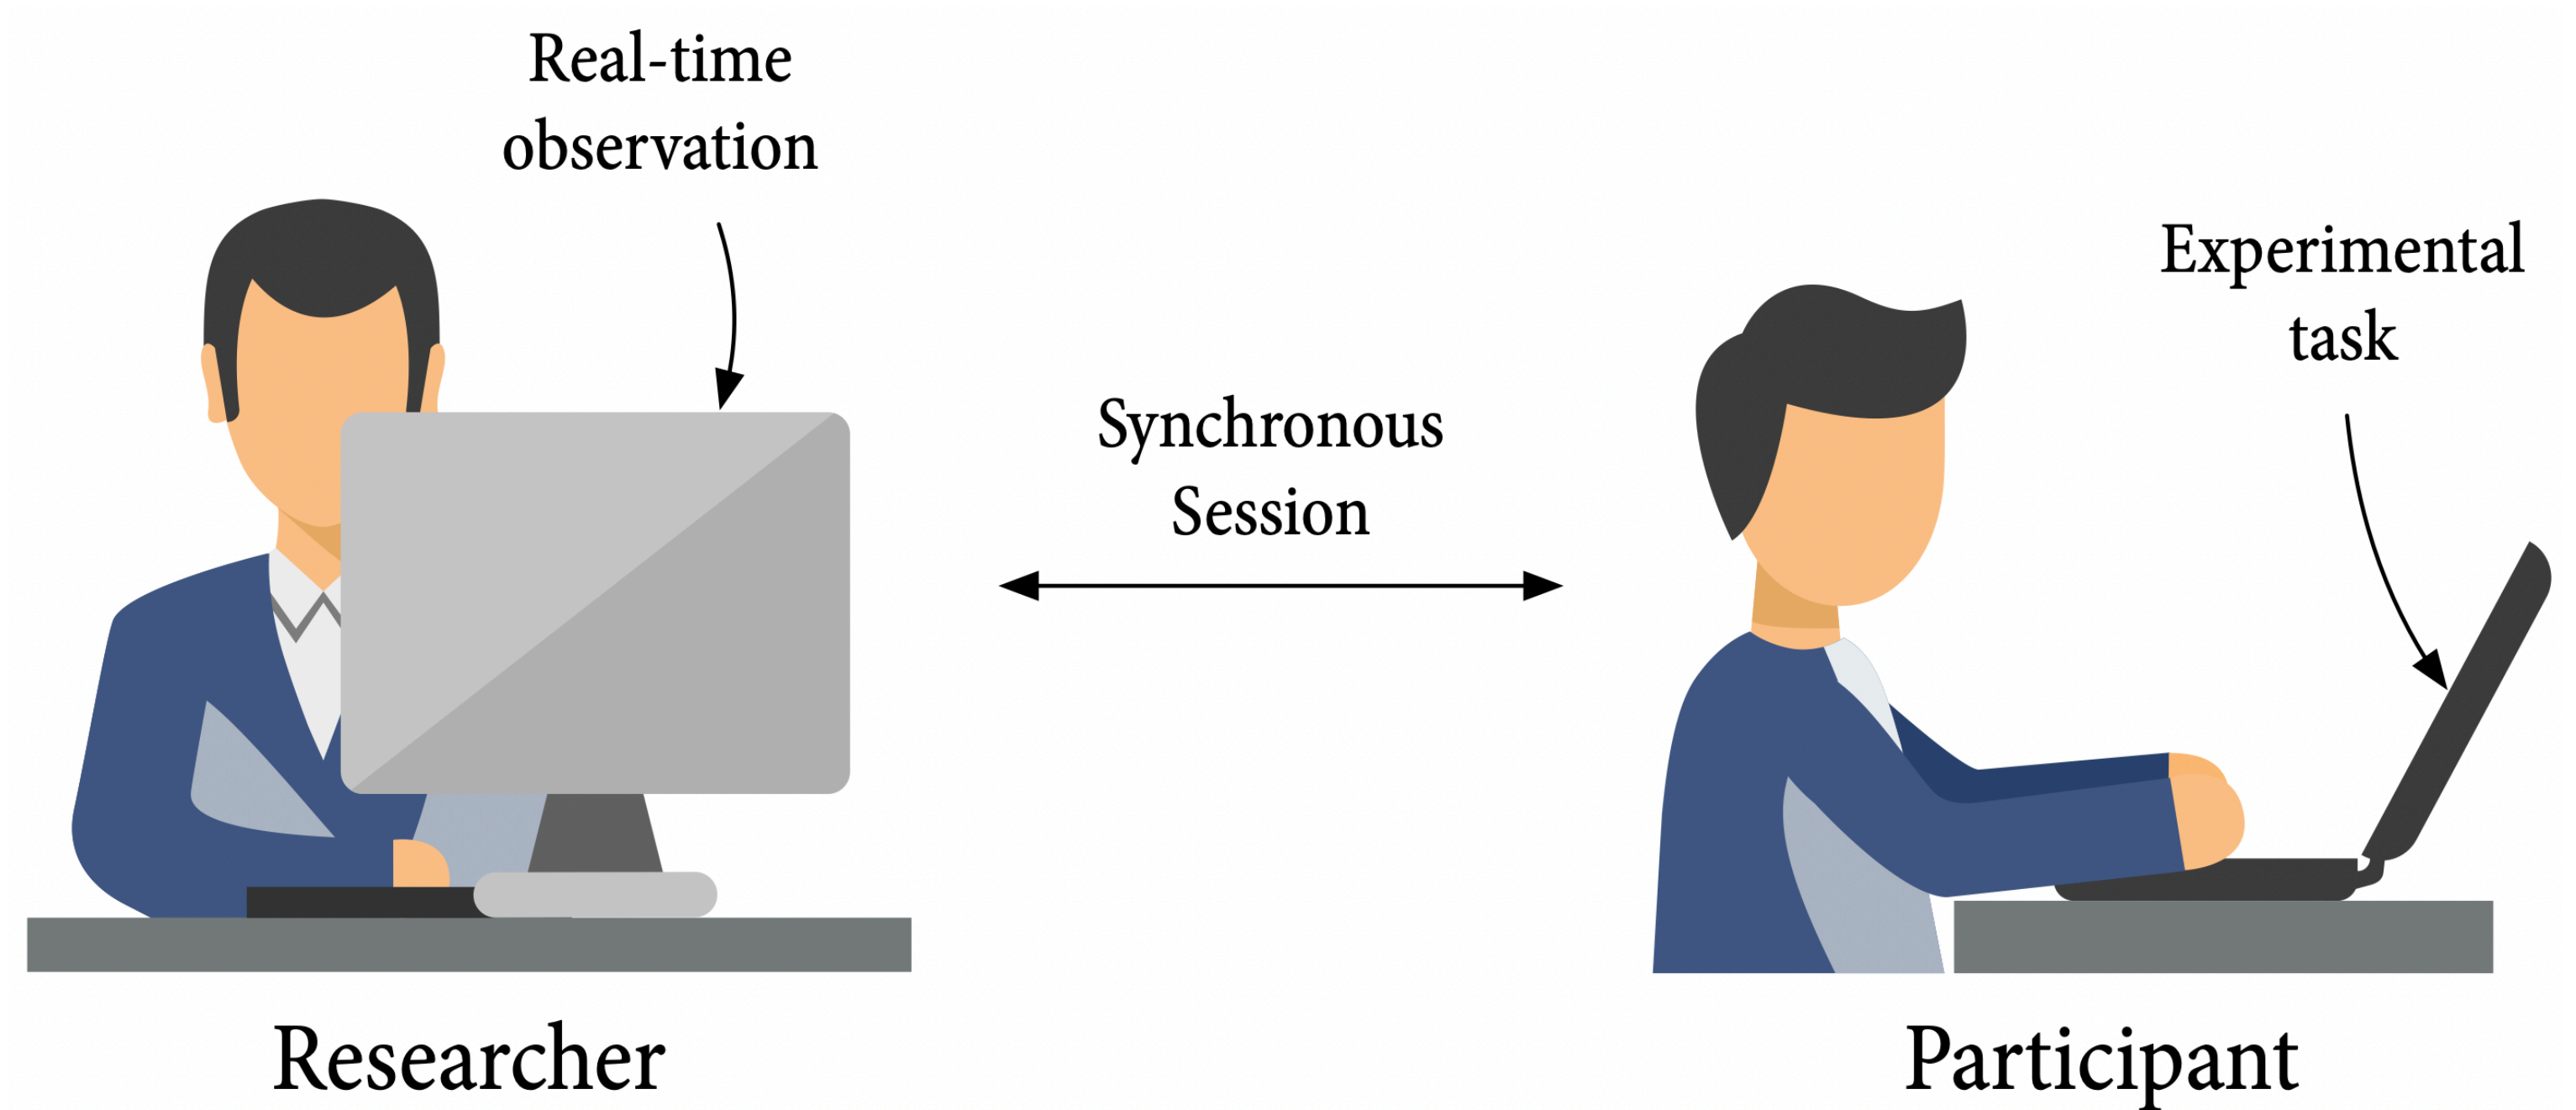 Real-time
observation
Experimental
task
Synchronous
Session
Researcher
Participant